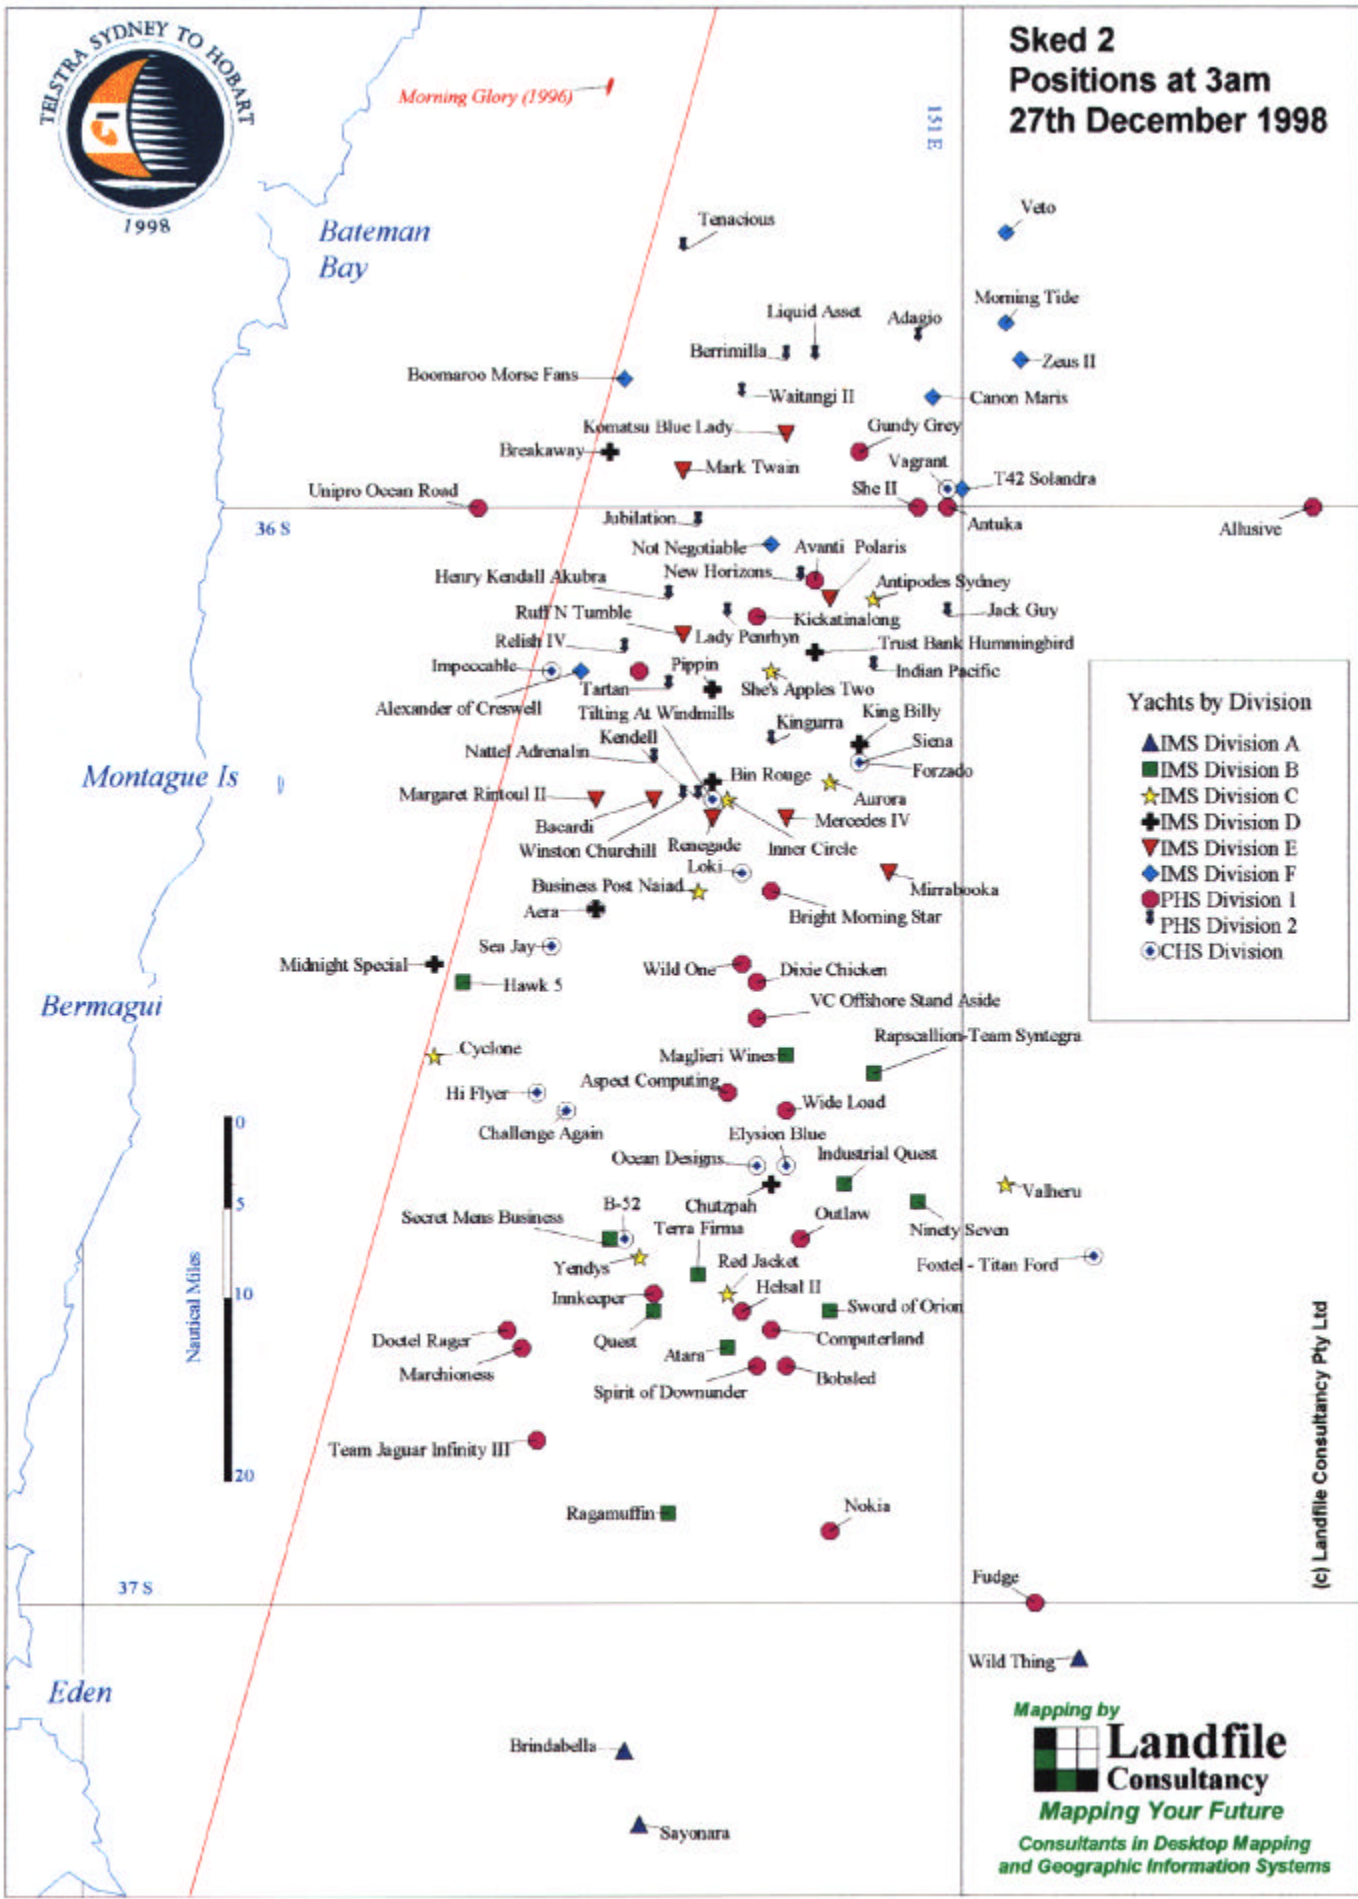 TELSTRA SYDNEY TO HOBART
1998
Morning Glory (1996)
151 E
Sked 2
Positions at 3am
27th December 1998
Bateman
Bay
Tenacious
Veto
Morning Tide
Liquid Asset
Adagio
Berrimilla
Zeus II
Boomaroo Morse Fans
Waitangi II
Canon Maris
Komatsu Blue Lady
Gundy Grey
Breakaway
Mark Twain
Vagrant
T42 Solandra
Unipro Ocean Road
She II
36 S
Jubilation
Antuka
Allusive
Not Negotiable
Avanti
Polaris
Henry Kendall Akubra
New Horizons
Antipodes Sydney
Ruff N Tumble
Lady Penrhyn
Kickatinalong
Jack Guy
Relish IV
Trust Bank Hummingbird
Impeccable
Pippin
Indian Pacific
Tartan
She's Apples Two
Alexander of Creswell
Tilting At Windmills
Kingurra
King Billy
Kendell
Siena
Nattef Adrenalin
Forzado
Montague Is
Bin Rouge
Margaret Rintoul II
Aurora
Bacardi
Mercedes IV
Winston Churchill
Renegade
Inner Circle
Loki
Business Post Naiad
Mirrabooka
Aera
Bright Morning Star
Yachts by Division
IMS Division A
IMS Division B
IMS Division C
IMS Division D
IMS Division E
IMS Division F
PHS Division 1
PHS Division 2
CHS Division
Sea Jay
Midnight Special
Wild One
Dixie Chicken
Hawk 5
Bermagui
VC Offshore Stand Aside
Rapscallion-Team Syntegra
Cyclone
Maglieri Wines
Aspect Computing
Hi Flyer
Wide Load
Challenge Again
Elysion Blue
Ocean Designs
Industrial Quest
Valheru
Chutzpah
B-52
Secret Mens Business
Terra Firma
Outlaw
Ninety Seven
Yendys
Red Jacket
Foxtel - Titan Ford
Innkeeper
Helsal II
Sword of Orion
Quest
Doctel Rager
Computerland
Atara
Marchioness
Spirit of Downunder
Bobsled
0
5
10
20
Nautical Miles
Team Jaguar Infinity III
Ragamuffin
Nokia
(c) Landfile Consultancy Pty Ltd
37 S
Fudge
Wild Thing
Eden
Brindabella
Sayonara
Mapping by
Landfile
Consultancy
Mapping Your Future
Consultants in Desktop Mapping
and Geographic Information Systems